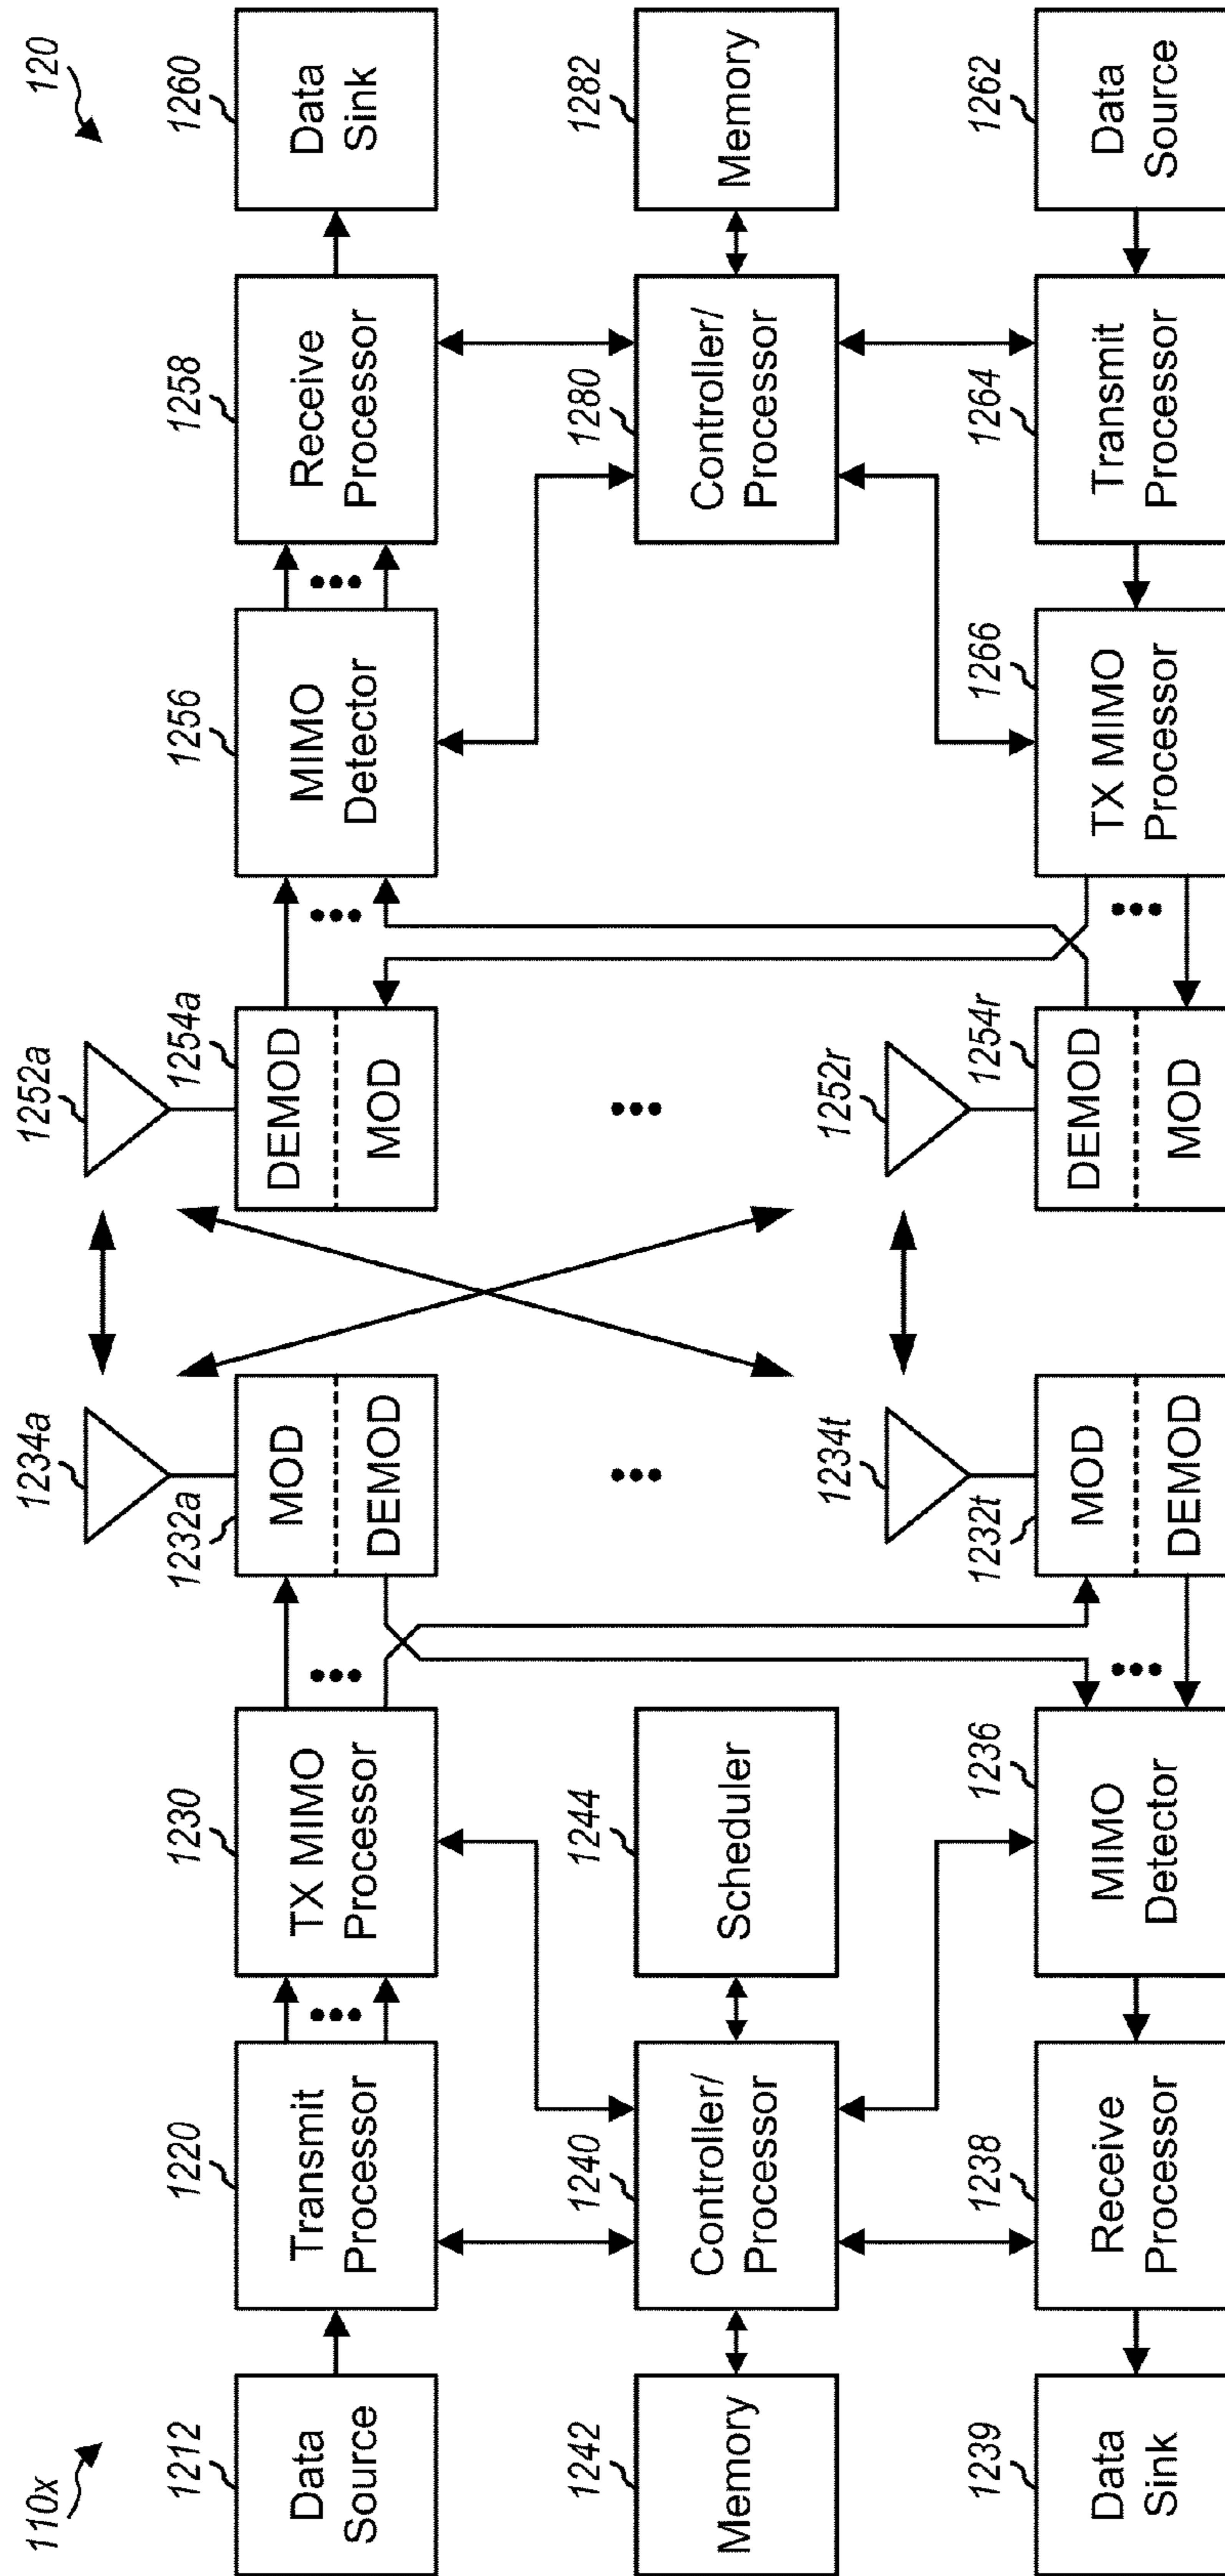 110x
120
1212
Data
Source
1220
Transmit
Processor
1230
TX MIMO
Processor
1234a
1232a
MOD
DEMOD
1252a
1254a
DEMOD
MOD
1256
MIMO
Detector
1258
Receive
Processor
1260
Data
Sink
1242
Memory
1240
Controller/
Processor
1244
Scheduler
1280
Controller/
Processor
1282
Memory
1239
Data
Sink
1238
Receive
Processor
1236
MIMO
Detector
1234t
1232t
MOD
DEMOD
1252r
1254r
DEMOD
MOD
1266
TX MIMO
Processor
1264
Transmit
Processor
1262
Data
Source